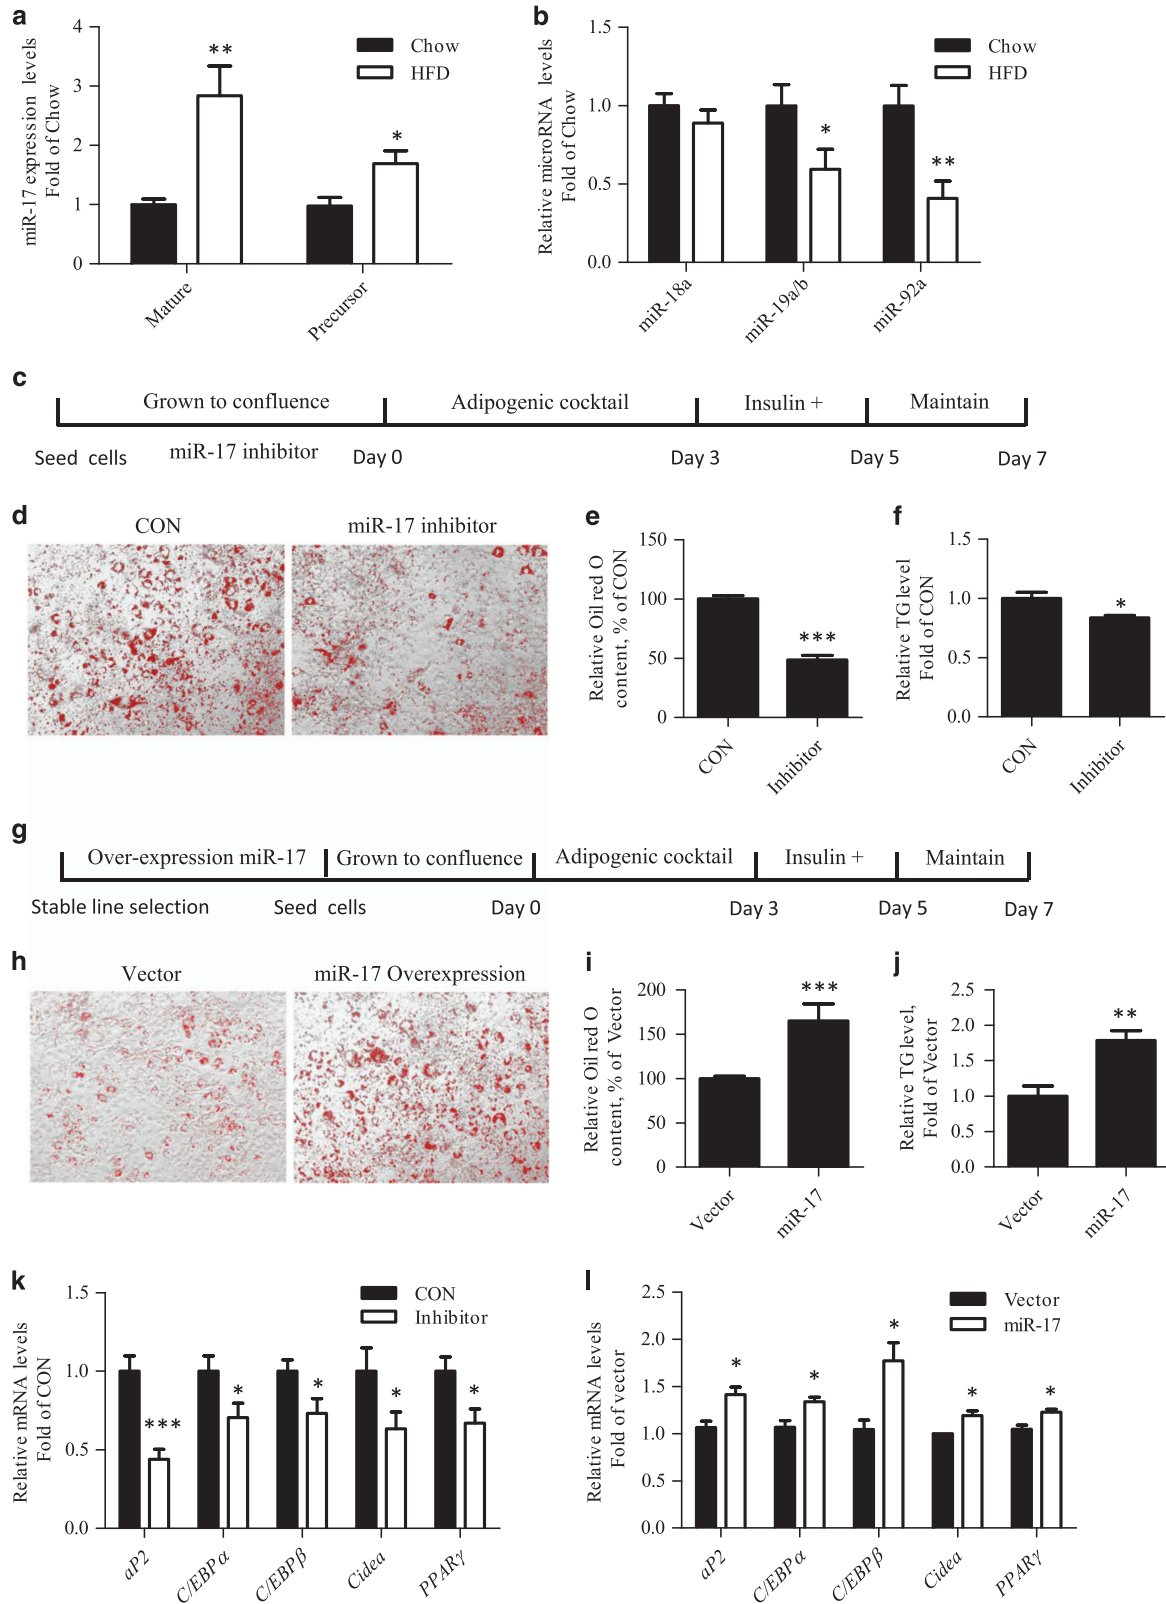 a
miR-17 expression levels
Fold of Chow
4
3
2
1
0
**
*
Chow
HFD
Mature
Precursor
b
Relative microRNA levels
Fold of Chow
1.5
1.0
0.5
0.0
*
**
Chow
HFD
miR-18a
miR-19a/b
miR-92a
c
Grown to confluence
Adipogenic cocktail
Insulin +
Maintain
Seed cells
miR-17 inhibitor
Day 0
Day 3
Day 5
Day 7
d
CON
miR-17 inhibitor
e
Relative Oil red O
content, % of CON
150
100
50
0
***
CON
Inhibitor
f
Relative TG level
Fold of CON
1.5
1.0
0.5
0.0
*
CON
Inhibitor
g
Over-expression miR-17
Grown to confluence
Adipogenic cocktail
Insulin +
Maintain
Stable line selection
Seed cells
Day 0
Day 3
Day 5
Day 7
h
Vector
miR-17 Overexpression
i
Relative Oil red O
content, % of Vector
200
150
100
50
0
***
Vector
miR-17
j
Relative TG level,
Fold of Vector
2.5
2.0
1.5
1.0
0.5
0.0
**
Vector
miR-17
k
Relative mRNA levels
Fold of CON
1.5
1.0
0.5
0.0
CON
Inhibitor
***
*
*
*
*
aP2
C/EBPα
C/EBPβ
Cidea
PPARγ
l
Relative mRNA levels
Fold of vector
2.5
2.0
1.5
1.0
0.5
0.0
Vector
miR-17
*
*
*
*
*
aP2
C/EBPα
C/EBPβ
Cidea
PPARγ